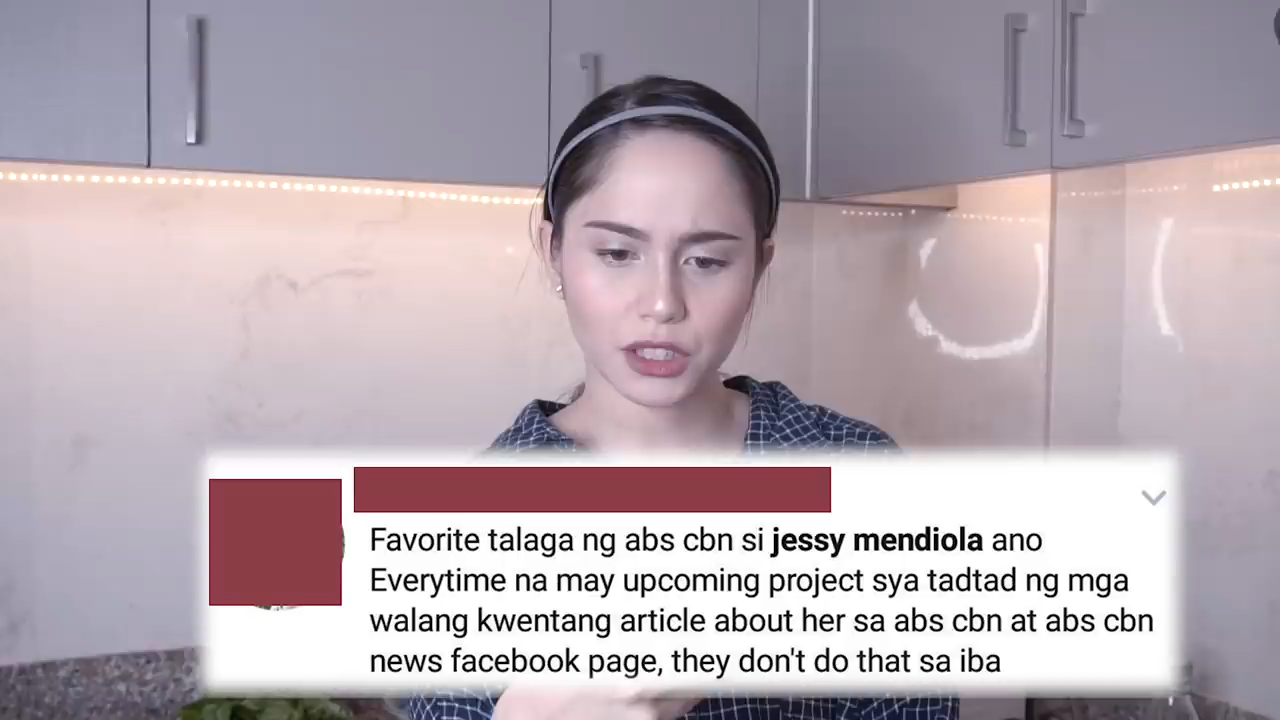 Favorite talaga ng abs cbn si jessy mendiola ano
Everytime na may upcoming project sya tadtad ng mga
walang kwentang article about her sa abs cbn at abs cbn
news facebook page, they don't do that sa iba